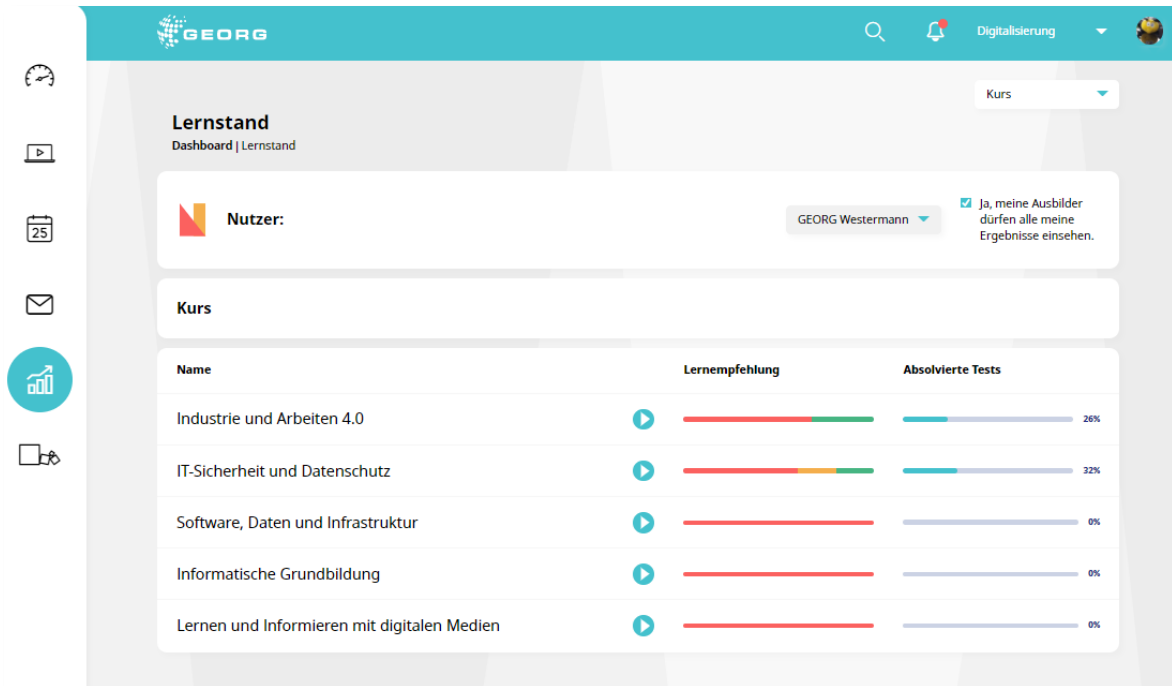 GEORG
Digitalisierung
Kurs
Lernstand
Dashboard | Lernstand
25
Nutzer:
GEORG Westermann
Ja, meine Ausbilder
dürfen alle meine
Ergebnisse einsehen.
Kurs
Name Lernempfehlung Absolvierte Tests
Industrie und Arbeiten 4.0 26%
IT-Sicherheit und Datenschutz 32%
Software, Daten und Infrastruktur 0%
Informatische Grundbildung 0%
Lernen und Informieren mit digitalen Medien 0%